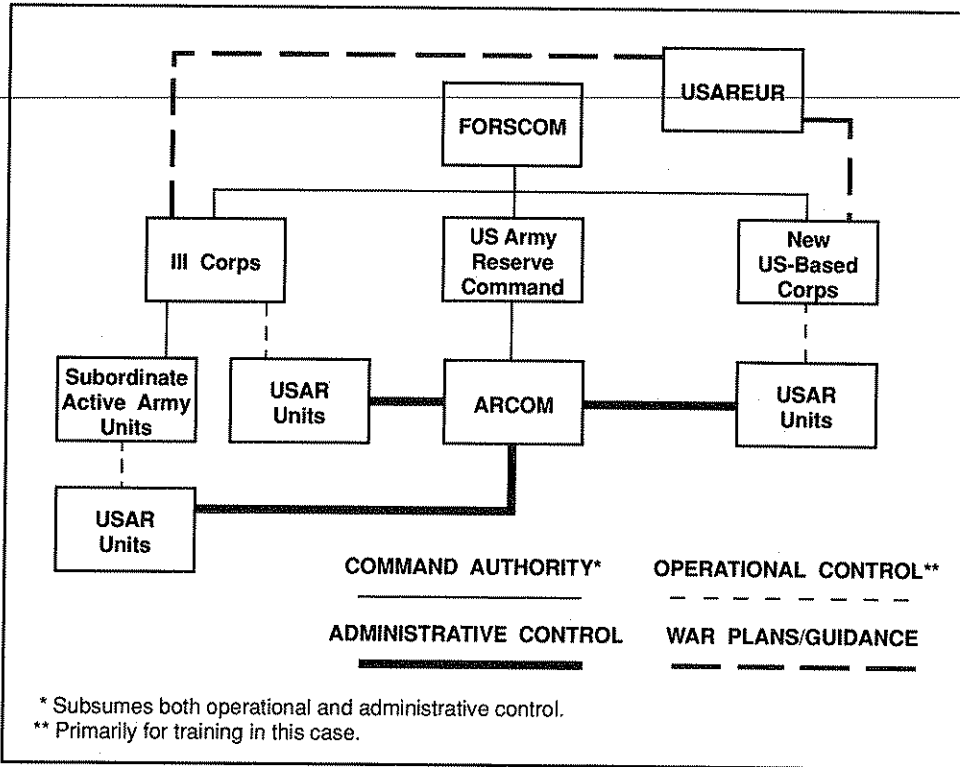 USAREUR
FORSCOM
III Corps
US Army
Reserve
Command
New
US-Based
Corps
Subordinate
Active Army
Units
USAR
Units
ARCOM
USAR
Units
USAR
Units
COMMAND AUTHORITY*
OPERATIONAL CONTROL**
ADMINISTRATIVE CONTROL
WAR PLANS/GUIDANCE
* Subsumes both operational and administrative control.
** Primarily for training in this case.